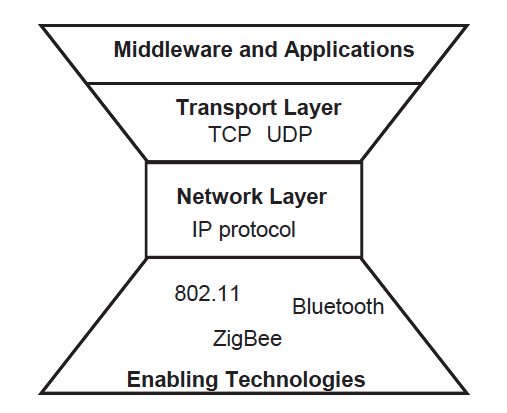 Middleware and Applications
Transport Layer
TCP UDP
Network Layer
IP protocol
802.11
Bluetooth
ZigBee
Enabling Technologies